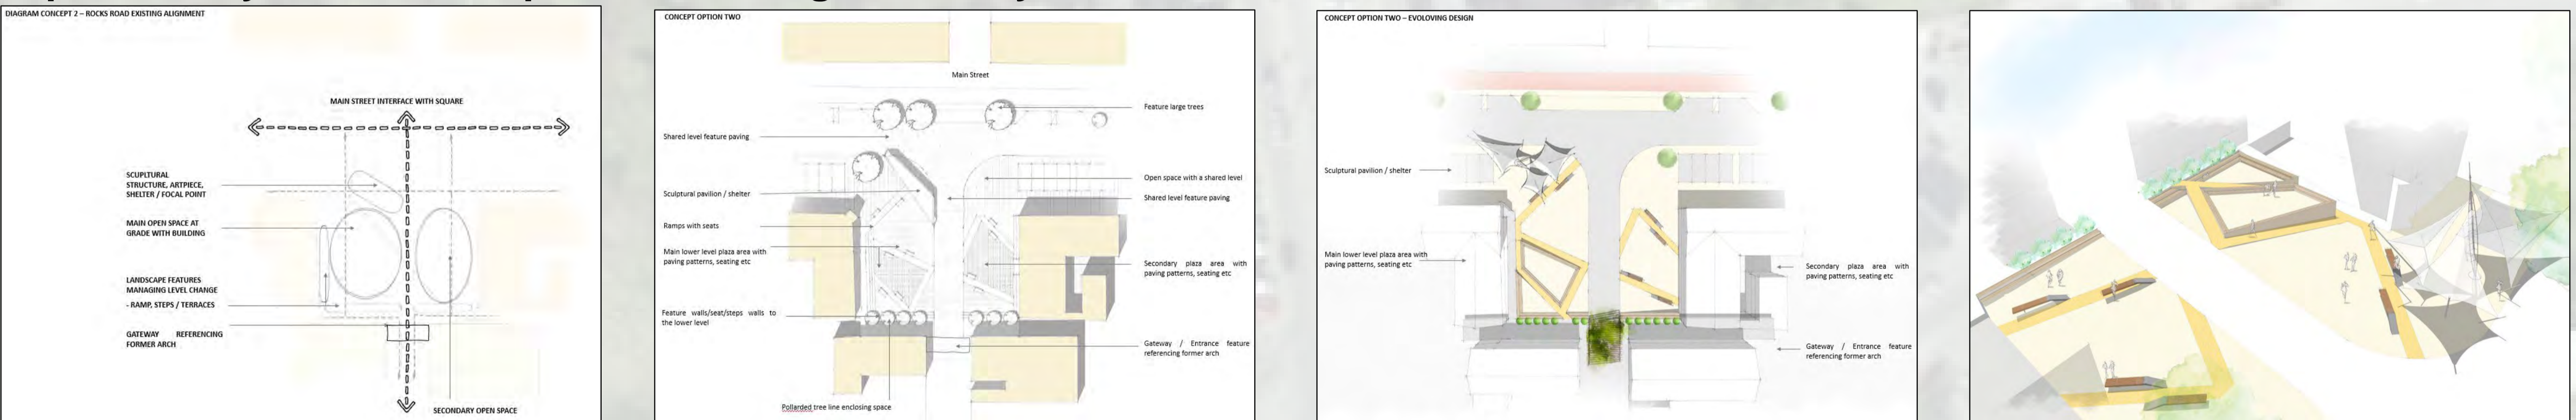 DIAGRAM CONCEPT 2 – ROCKS ROAD EXISTING ALIGNMENT
MAIN STREET INTERFACE WITH SQUARE
SCUPLTURAL
STRUCTURE, ARTPIECE,
SHELTER / FOCAL POINT
MAIN OPEN SPACE AT
GRADE WITH BUILDING
LANDSCAPE FEATURES
MANAGING LEVEL CHANGE
- RAMP, STEPS / TERRACES
GATEWAY REFERENCING
FORMER ARCH
SECONDARY OPEN SPACE
CONCEPT OPTION TWO
Main Street
Feature large trees
Shared level feature paving
Open space with a shared level
Sculptural pavilion / shelter
Shared level feature paving
Ramps with seats
Main lower level plaza area with
paving patterns, seating etc
Secondary plaza area with
paving patterns, seating etc
Feature walls/seat/steps walls to
the lower level
Gateway / Entrance feature
referencing former arch
Pollarded tree line enclosing space
CONCEPT OPTION TWO – EVOLOVING DESIGN
Sculptural pavilion / shelter
Main lower level plaza area with
paving patterns, seating etc
Secondary plaza area with
paving patterns, seating etc
Gateway / Entrance feature
referencing former arch